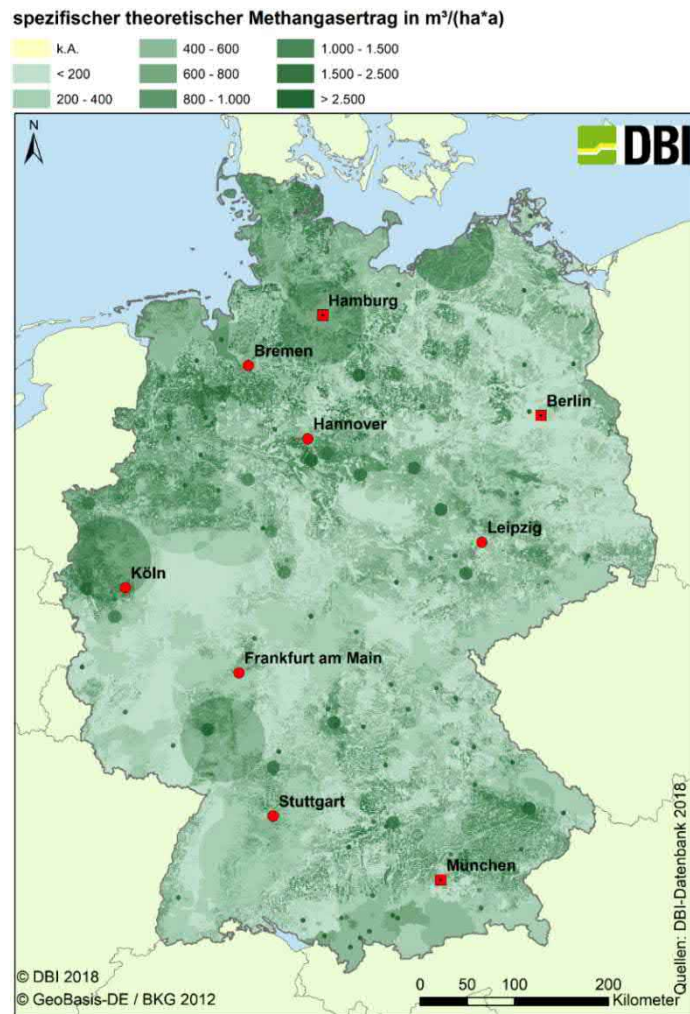 spezifischer theoretischer Methangasertrag in m³/(ha*a)
k.A.
400 - 600
1.000 - 1.500
< 200
600 - 800
1.500 - 2.500
200 - 400
800 - 1.000
> 2.500
N
DBI
Hamburg
Bremen
Berlin
Hannover
Leipzig
Köln
Frankfurt am Main
Stuttgart
München
Quellen: DBI-Datenbank 2018
© DBI 2018
© GeoBasis-DE / BKG 2012
0 50 100 200
Kilometer